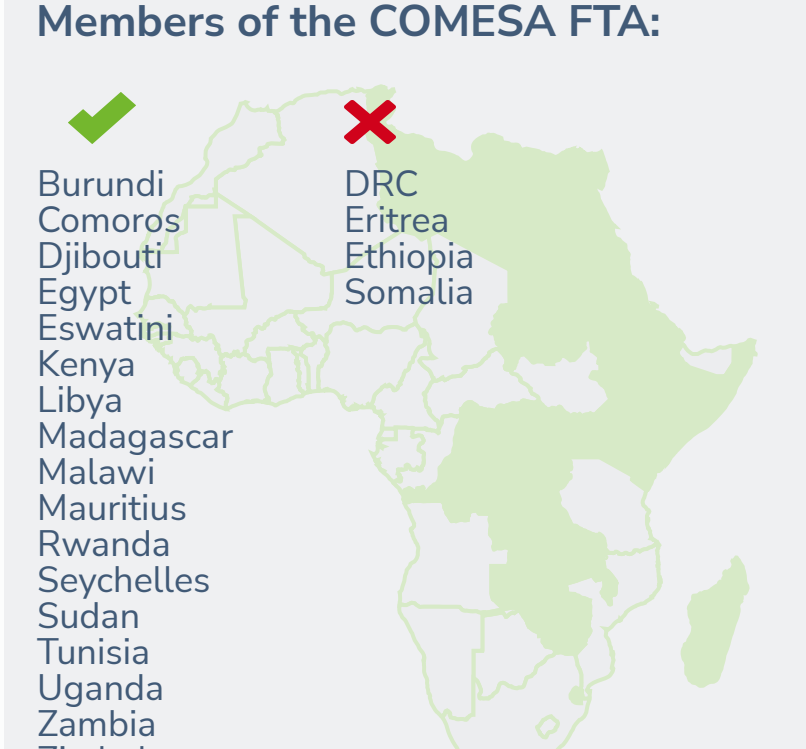 Members of the COMESA FTA:
Burundi
Comoros
Djibouti
Egypt
Eswatini
Kenya
Libya
Madagascar
Malawi
Mauritius
Rwanda
Seychelles
Sudan
Tunisia
Uganda
Zambia
DRC
Eritrea
Ethiopia
Somalia